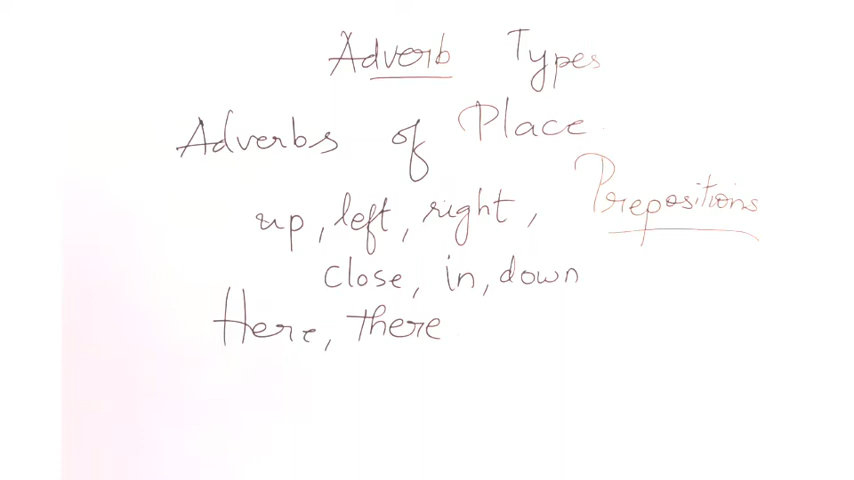 Adverb Types
Adverbs of Place
Prepositions
up, left, right,
close, in, down
Here, there